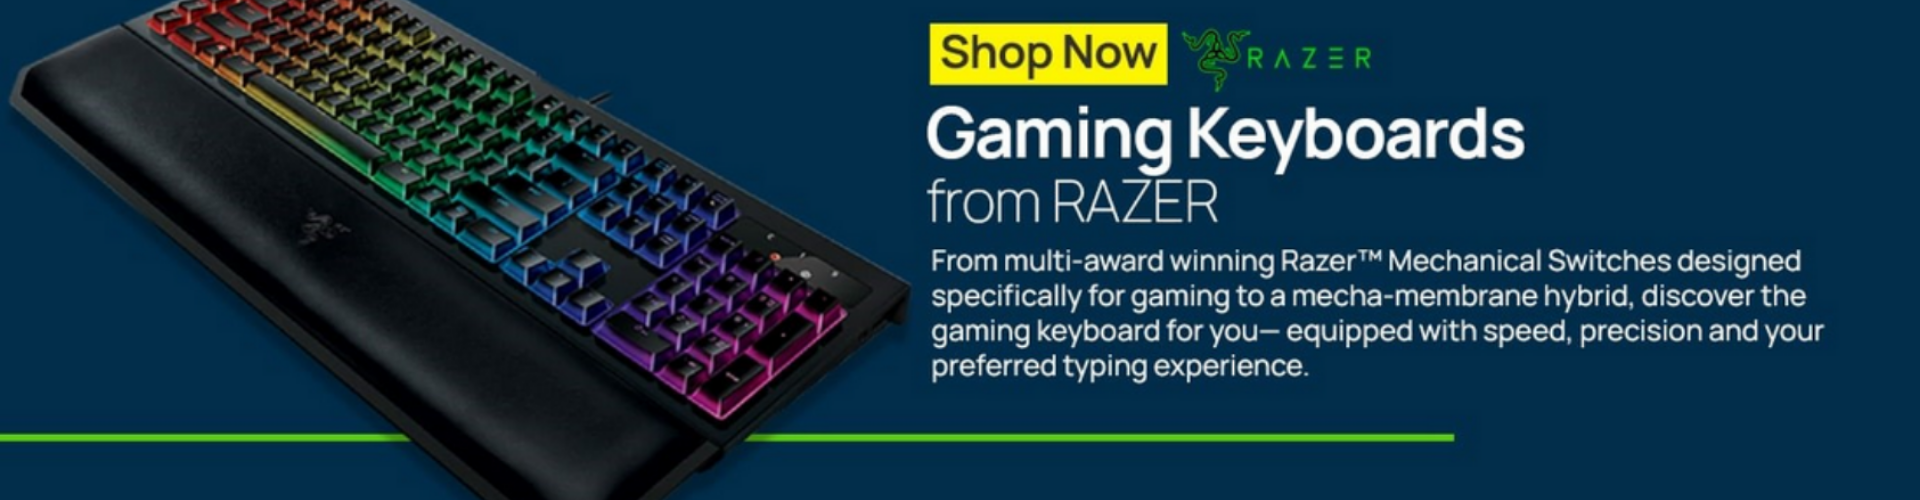 Shop Now RAZER
Gaming Keyboards
from RAZER
From multi-award winning Razer™ Mechanical Switches designed
specifically for gaming to a mecha-membrane hybrid, discover the
gaming keyboard for you— equipped with speed, precision and your
preferred typing experience.